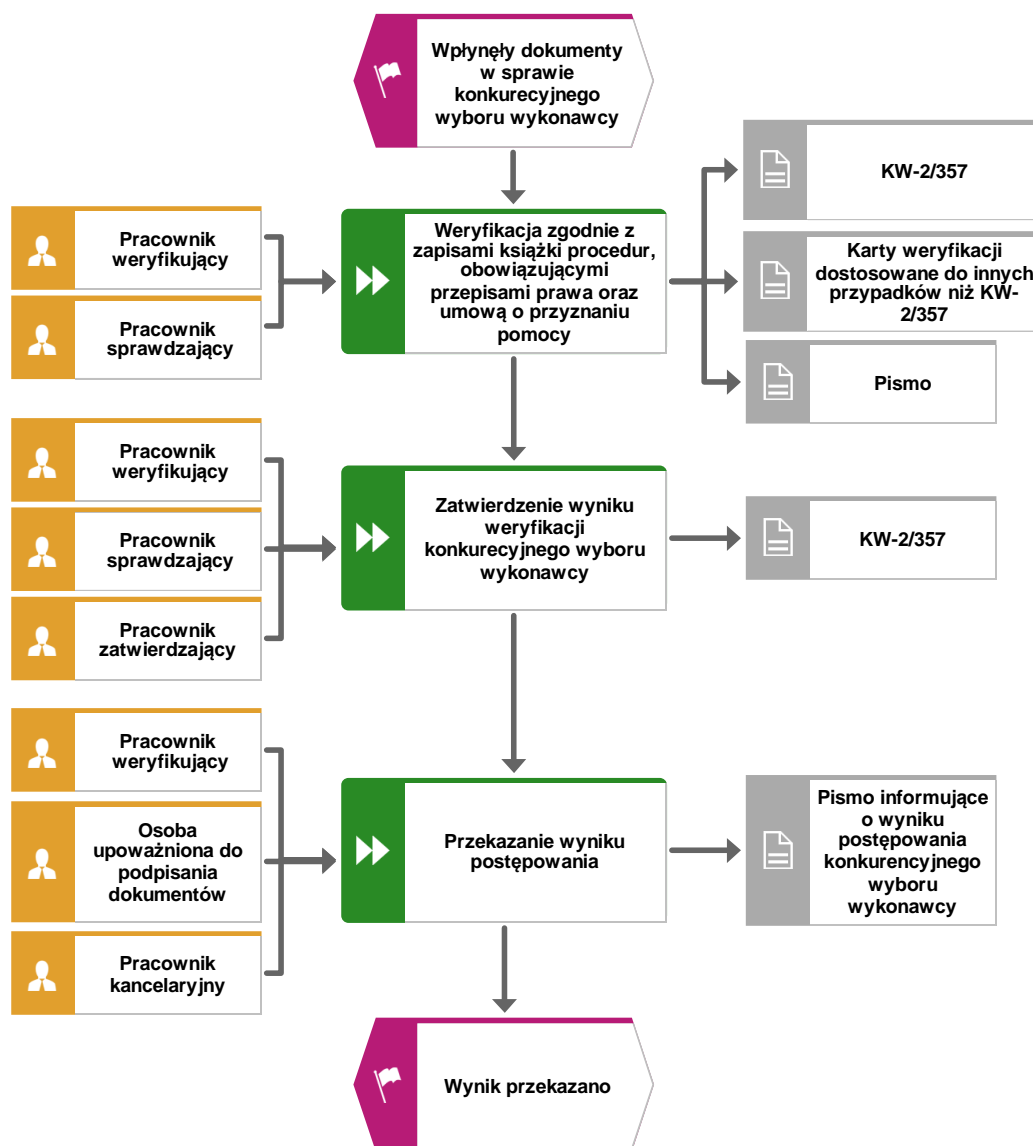 Wpłynęły dokumenty
w sprawie
konkurecyjnego
wyboru wykonawcy
Pracownik
weryfikujący
Pracownik
sprawdzający
Weryfikacja zgodnie z
zapisami książki procedur,
obowiązującymi
przepisami prawa oraz
umową o przyznaniu
pomocy
KW-2/357
Karty weryfikacji
dostosowane do innych
przypadków niż KW-
2/357
Pismo
Pracownik
weryfikujący
Pracownik
sprawdzający
Pracownik
zatwierdzający
Zatwierdzenie wyniku
weryfikacji
konkurecyjnego wyboru
wykonawcy
KW-2/357
Pracownik
weryfikujący
Osoba
upoważniona do
podpisania
dokumentów
Pracownik
kancelaryjny
Przekazanie wyniku
postępowania
Pismo informujące
o wyniku
postępowania
konkurencyjnego
wyboru
wykonawcy
Wynik przekazano